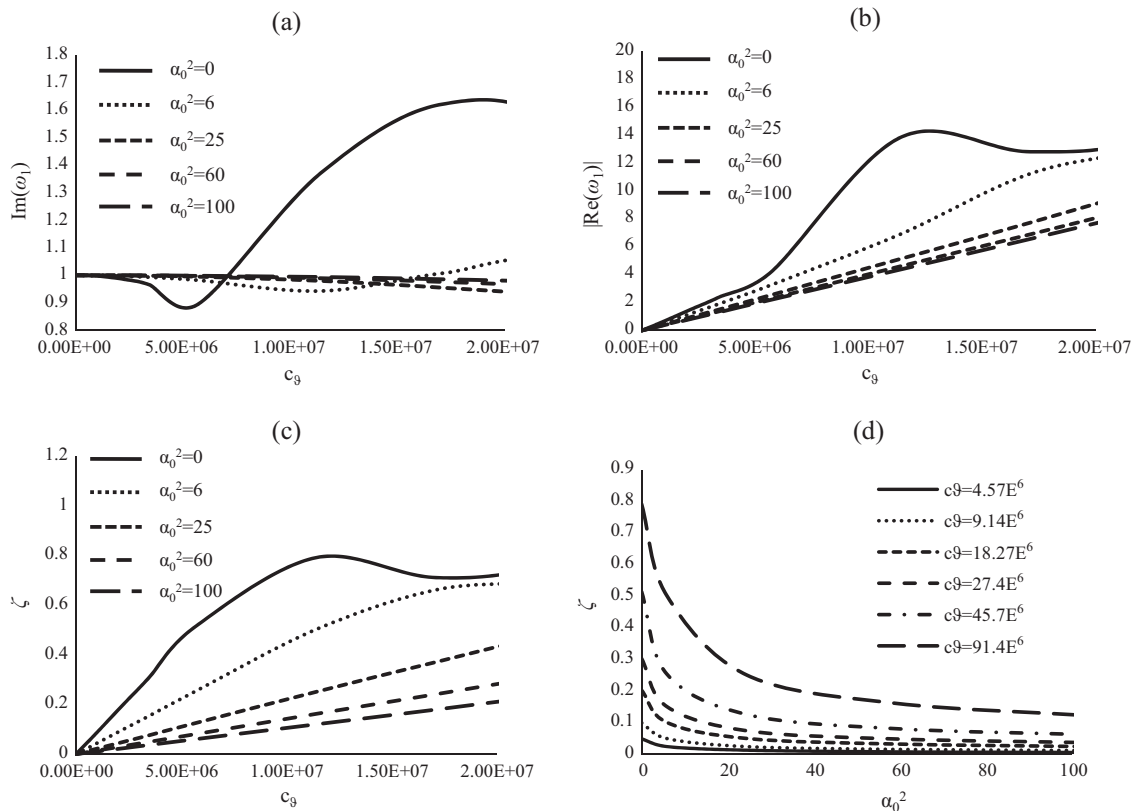 (a)
1.8
1.7
1.6
1.5
1.4
1.3
1.2
1.1
1
0.9
0.8
Im(ω₁)
α₀²=0
α₀²=6
α₀²=25
α₀²=60
α₀²=100
0.00E+00 5.00E+06 1.00E+07 1.50E+07 2.00E+07
c_ϑ
(b)
20
18
16
14
12
10
8
6
4
2
0
|Re(ω₁)|
α₀²=0
α₀²=6
α₀²=25
α₀²=60
α₀²=100
0.00E+00 5.00E+06 1.00E+07 1.50E+07 2.00E+07
c_ϑ
(c)
1.2
1
0.8
0.6
0.4
0.2
0
ζ
α₀²=0
α₀²=6
α₀²=25
α₀²=60
α₀²=100
0.00E+00 5.00E+06 1.00E+07 1.50E+07 2.00E+07
c_ϑ
(d)
0.9
0.8
0.7
0.6
0.5
0.4
0.3
0.2
0.1
0
ζ
cϑ=4.57E⁶
cϑ=9.14E⁶
cϑ=18.27E⁶
cϑ=27.4E⁶
cϑ=45.7E⁶
cϑ=91.4E⁶
0 20 40 60 80 100
α₀²